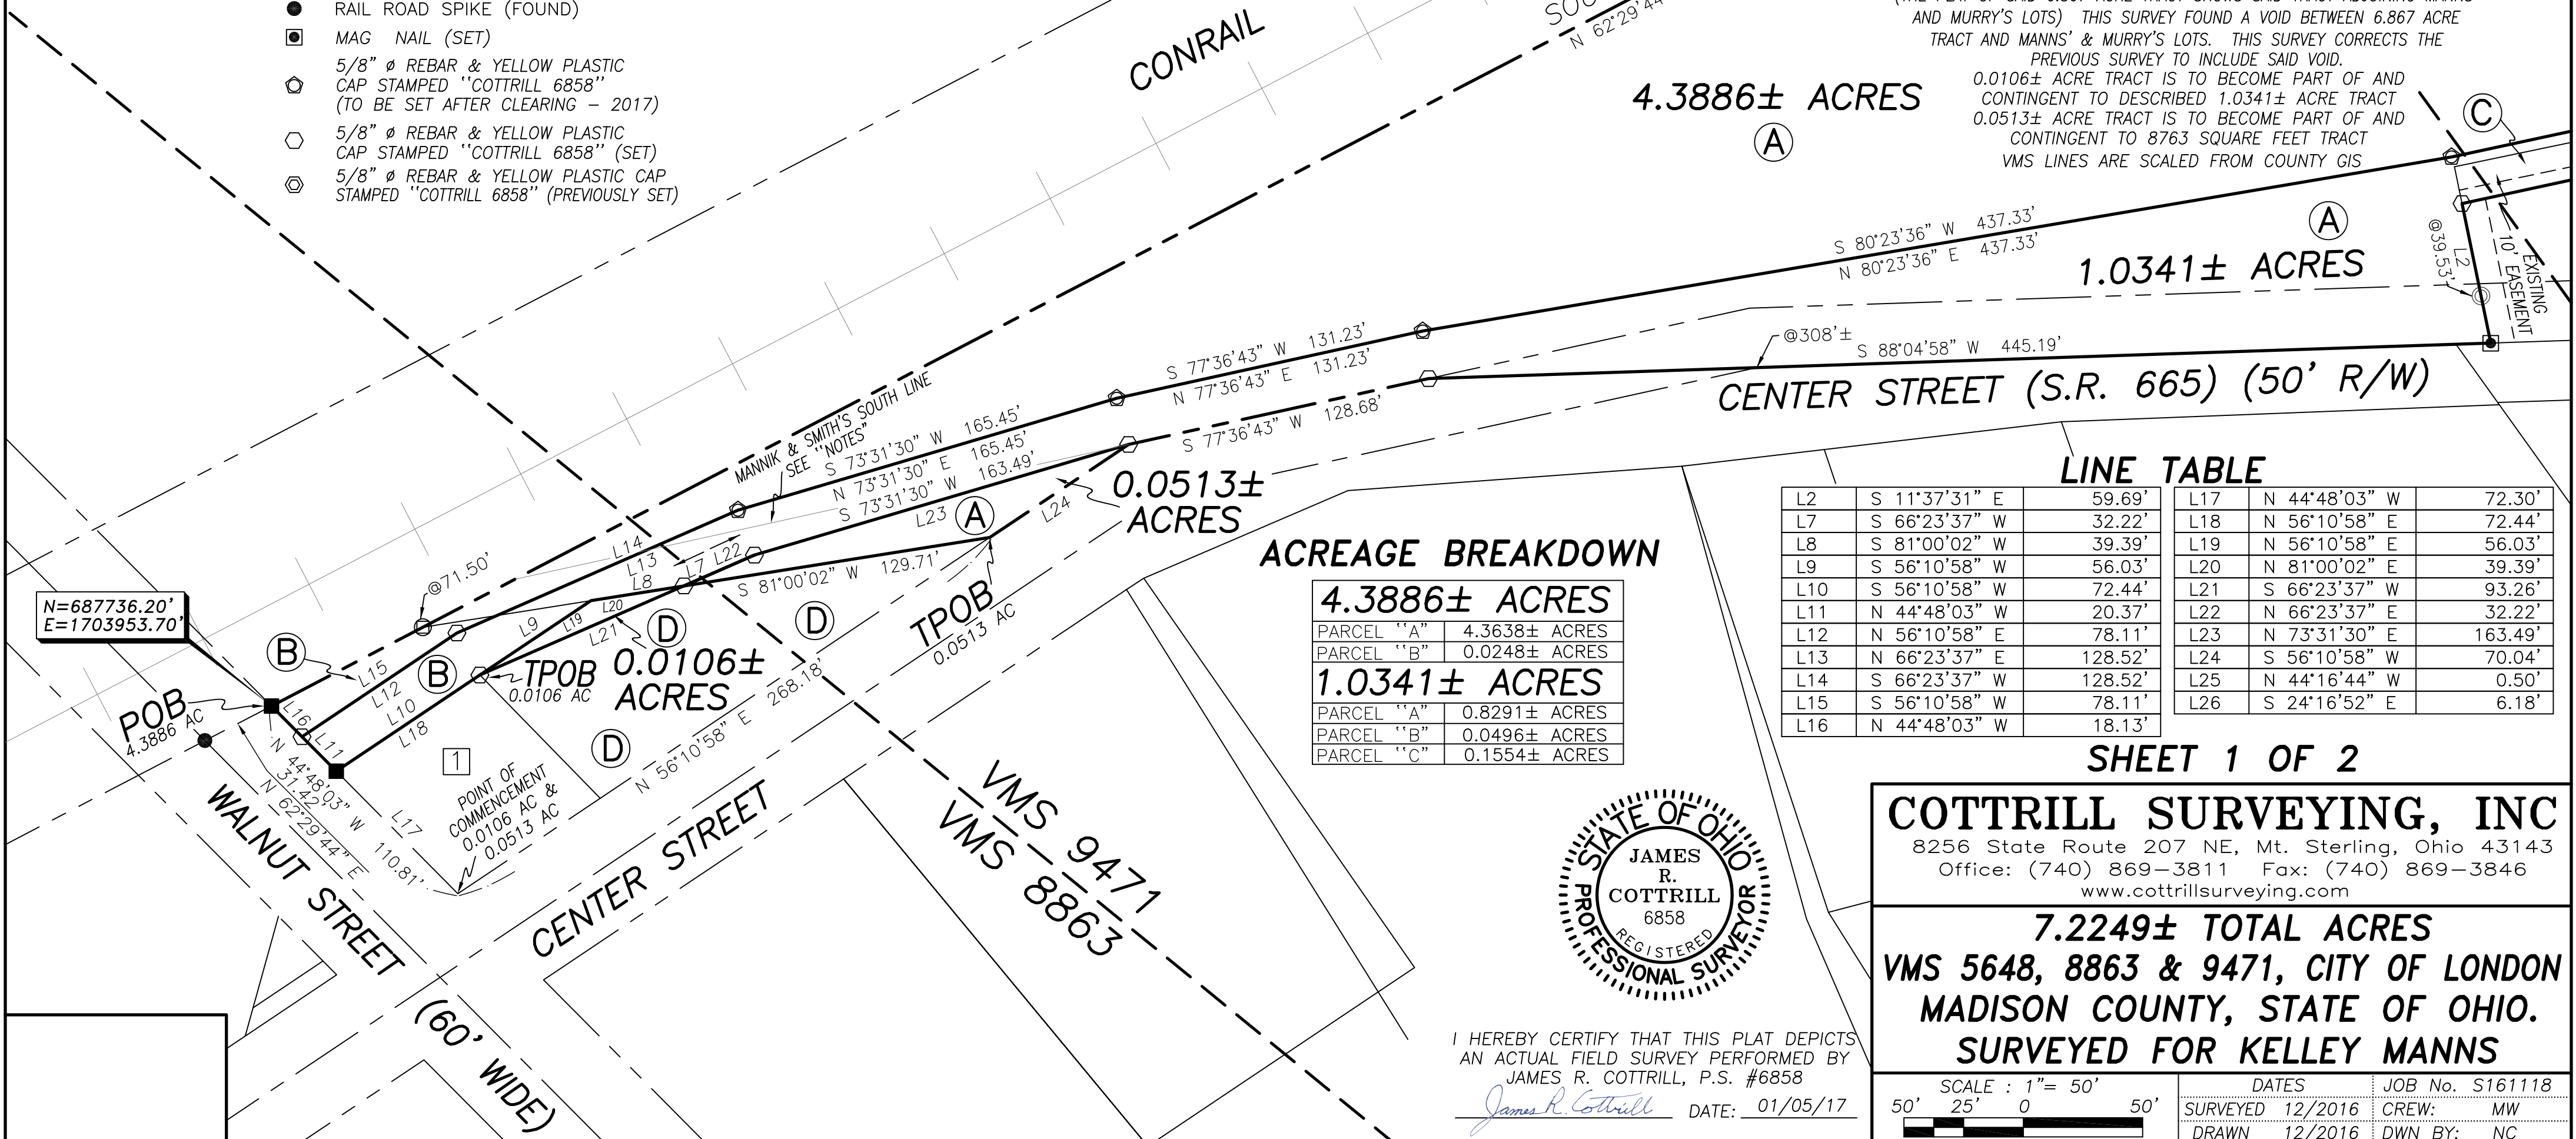 RAIL ROAD SPIKE (FOUND)
MAG NAIL (SET)
5/8" ø REBAR & YELLOW PLASTIC
CAP STAMPED "COTTRILL 6858"
(TO BE SET AFTER CLEARING – 2017)
5/8" ø REBAR & YELLOW PLASTIC
CAP STAMPED "COTTRILL 6858" (SET)
5/8" ø REBAR & YELLOW PLASTIC CAP
STAMPED "COTTRILL 6858" (PREVIOUSLY SET)
CONRAIL
N 62°29'44"
AND MURRY'S LOTS) THIS SURVEY FOUND A VOID BETWEEN 6.867 ACRE
TRACT AND MANNS' & MURRY'S LOTS. THIS SURVEY CORRECTS THE
PREVIOUS SURVEY TO INCLUDE SAID VOID.
0.0106± ACRE TRACT IS TO BECOME PART OF AND
CONTINGENT TO DESCRIBED 1.0341± ACRE TRACT
0.0513± ACRE TRACT IS TO BECOME PART OF AND
CONTINGENT TO 8763 SQUARE FEET TRACT
VMS LINES ARE SCALED FROM COUNTY GIS
4.3886± ACRES
A
C
A
1.0341± ACRES
S 80°23'36" W 437.33'
N 80°23'36" E 437.33'
@39.53'
L2
10' EASEMENT
EXISTING
S 77°36'43" W 131.23'
N 77°36'43" E 131.23'
S 77°36'43" W 128.68'
@308'±
S 88°04'58" W 445.19'
CENTER STREET (S.R. 665) (50' R/W)
MANNIK & SMITH'S SOUTH LINE
SEE "NOTES"
S 73°31'30" W 165.45'
N 73°31'30" E 165.45'
S 73°31'30" W 163.49'
L23
A
L24
0.0513±
ACRES
L14
L13
L7
L22
L8
S 81°00'02" W 129.71'
@71.50'
N=687736.20'
E=1703953.70'
L9
L20
L19
L21
D
D
D
B
B
L15
L12
L10
L18
TPOB
0.0106 AC
0.0106±
ACRES
TPOB
0.0513 AC
POB
4.3886 AC
L16
L11
L17
1
N 44°48'03" W
31.42'
N 62°29'44" E
110.81'
POINT OF
COMMENCEMENT
0.0106 AC &
0.0513 AC
N 56°10'58" E 268.18'
WALNUT STREET (60' WIDE)
CENTER STREET
VMS 9471
VMS 8863
ACREAGE BREAKDOWN
4.3886± ACRES
PARCEL "A" 4.3638± ACRES
PARCEL "B" 0.0248± ACRES
1.0341± ACRES
PARCEL "A" 0.8291± ACRES
PARCEL "B" 0.0496± ACRES
PARCEL "C" 0.1554± ACRES
LINE TABLE
L2 S 11°37'31" E 59.69'
L7 S 66°23'37" W 32.22'
L8 S 81°00'02" W 39.39'
L9 S 56°10'58" W 56.03'
L10 S 56°10'58" W 72.44'
L11 N 44°48'03" W 20.37'
L12 N 56°10'58" E 78.11'
L13 N 66°23'37" E 128.52'
L14 S 66°23'37" W 128.52'
L15 S 56°10'58" W 78.11'
L16 N 44°48'03" W 18.13'
L17 N 44°48'03" W 72.30'
L18 N 56°10'58" E 72.44'
L19 N 56°10'58" E 56.03'
L20 N 81°00'02" E 39.39'
L21 S 66°23'37" W 93.26'
L22 N 66°23'37" E 32.22'
L23 N 73°31'30" E 163.49'
L24 S 56°10'58" W 70.04'
L25 N 44°16'44" W 0.50'
L26 S 24°16'52" E 6.18'
SHEET 1 OF 2
STATE OF OHIO
JAMES
R.
COTTRILL
6858
REGISTERED
PROFESSIONAL SURVEYOR
I HEREBY CERTIFY THAT THIS PLAT DEPICTS
AN ACTUAL FIELD SURVEY PERFORMED BY
JAMES R. COTTRILL, P.S. #6858
James R. Cottrill DATE: 01/05/17
COTTRILL SURVEYING, INC
8256 State Route 207 NE, Mt. Sterling, Ohio 43143
Office: (740) 869–3811 Fax: (740) 869–3846
www.cottrillsurveying.com
7.2249± TOTAL ACRES
VMS 5648, 8863 & 9471, CITY OF LONDON
MADISON COUNTY, STATE OF OHIO.
SURVEYED FOR KELLEY MANNS
SCALE : 1"= 50'
50' 25' 0 50'
DATES
SURVEYED 12/2016
DRAWN 12/2016
JOB No. S161118
CREW: MW
DWN BY: NC